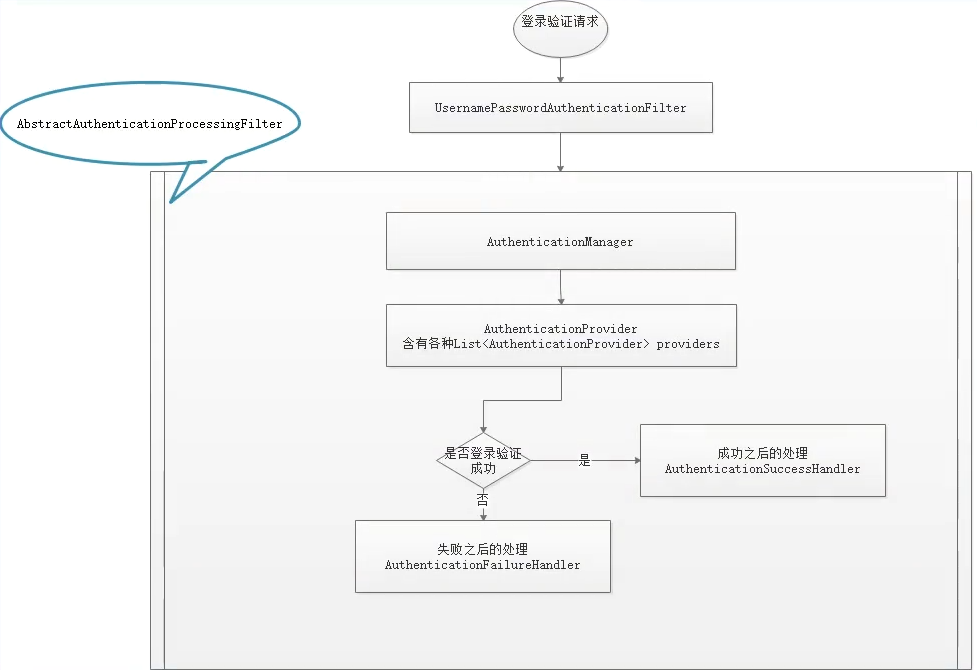 登录验证请求
UsernamePasswordAuthenticationFilter
AbstractAuthenticationProcessingFilter
AuthenticationManager
AuthenticationProvider
含有各种List<AuthenticationProvider> providers
是否登录验证
成功
是
成功之后的处理
AuthenticationSuccessHandler
否
失败之后的处理
AuthenticationFailureHandler